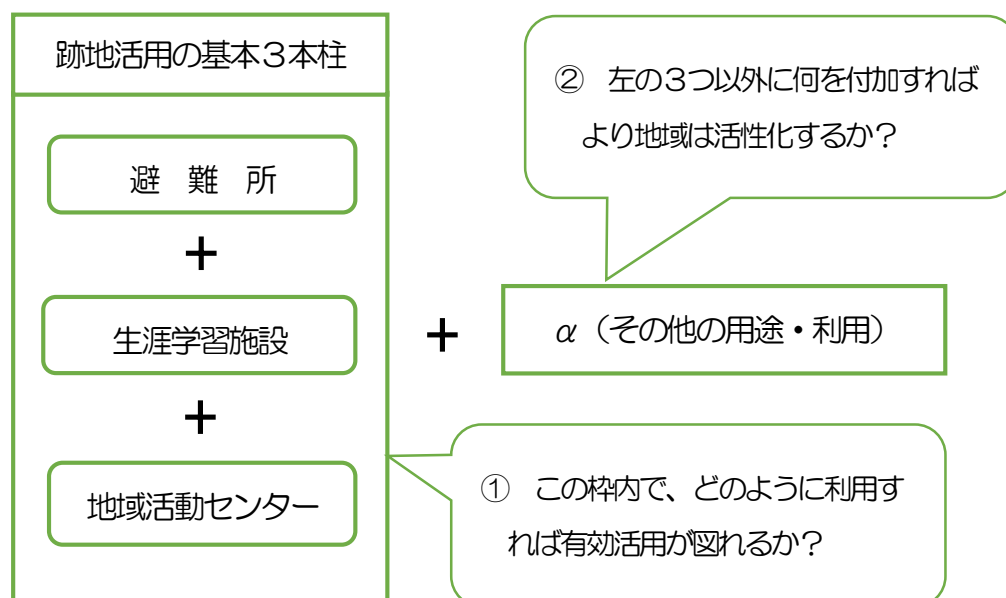 跡地活用の基本３本柱
避　難　所
＋
生涯学習施設
＋
地域活動センター
＋
α（その他の用途・利用）
②　左の３つ以外に何を付加すれば
より地域は活性化するか？
①　この枠内で、どのように利用す
れば有効活用が図れるか？